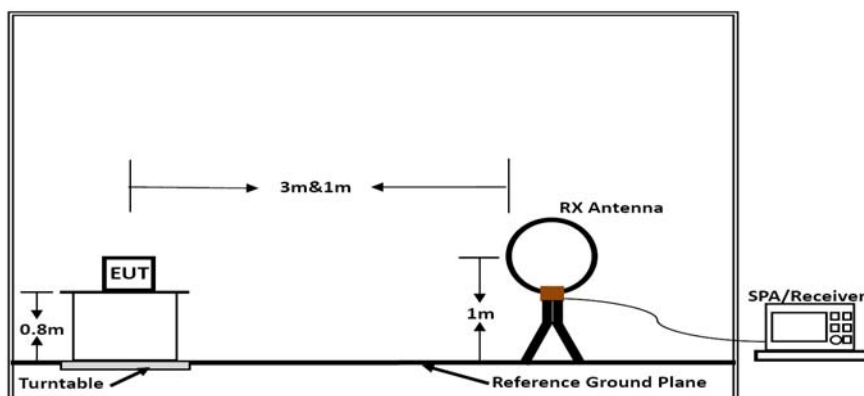 3m&1m
RX Antenna
EUT
SPA/Receiver
0.8m
1m
Turntable
Reference Ground Plane